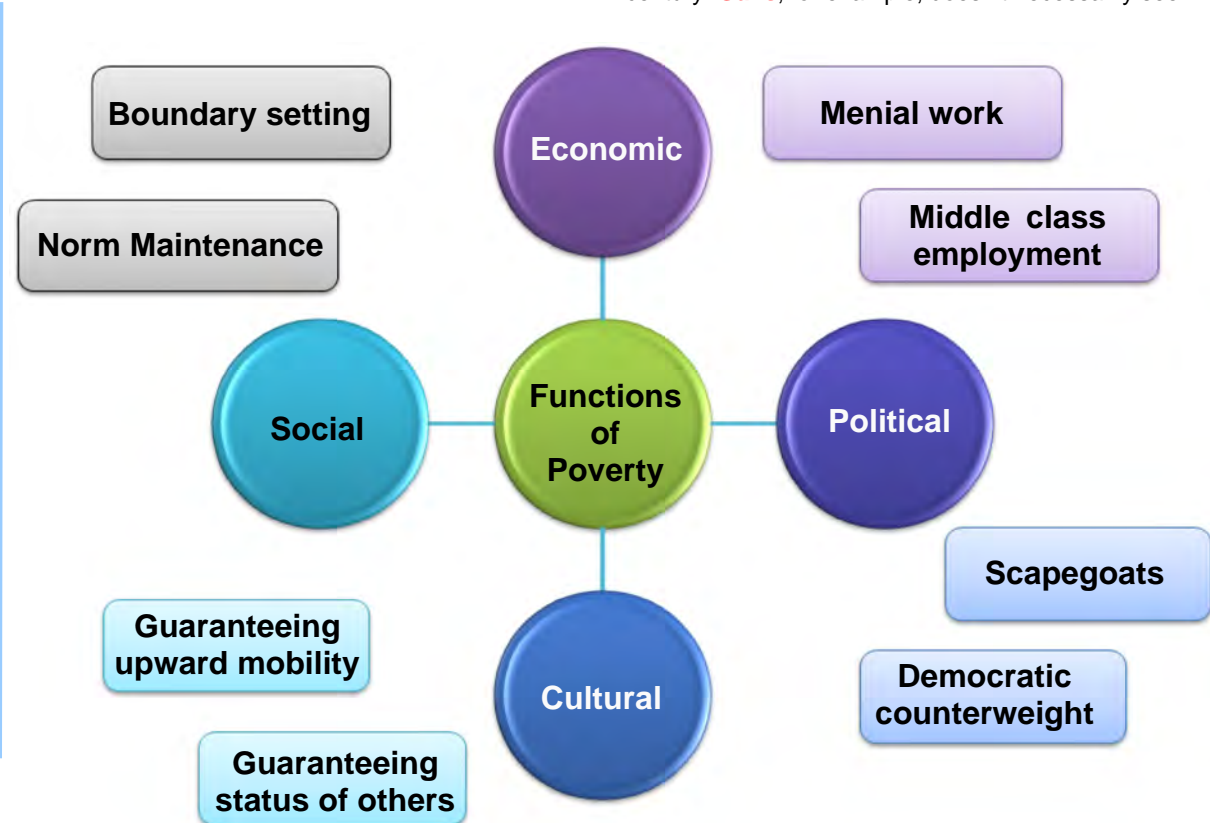 Boundary setting
Norm Maintenance
Economic
Menial work
Middle class
employment
Social
Functions
of
Poverty
Political
Guaranteeing
upward mobility
Guaranteeing
status of others
Cultural
Scapegoats
Democratic
counterweight